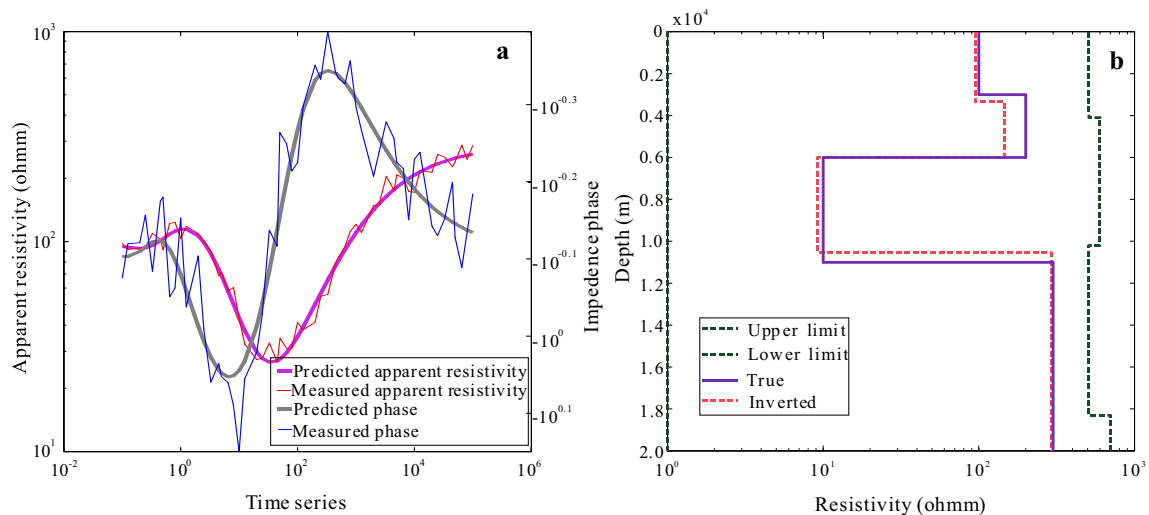 a
10^3
10^2
10^1
Apparent resistivity (ohmm)
10^-2
10^0
10^2
10^4
10^6
Time series
-10^-0.3
-10^-0.2
-10^-0.1
-10^0
-10^0.1
Impedence phase
Predicted apparent resistivity
Measured apparent resistivity
Predicted phase
Measured phase
b
x10^4
0
0.2
0.4
0.6
0.8
1.0
1.2
1.4
1.6
1.8
2.0
Depth (m)
10^0
10^1
10^2
10^3
Resistivity (ohmm)
Upper limit
Lower limit
True
Inverted